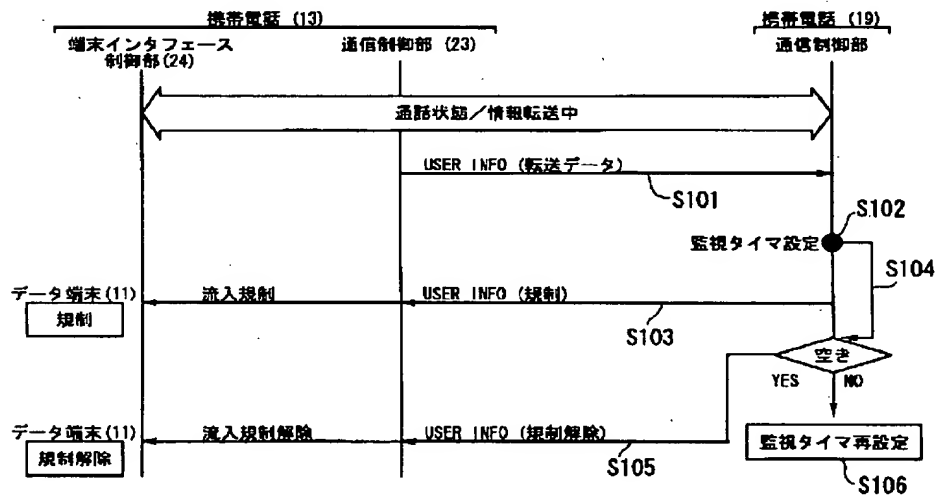 携帯電話 (13)
携帯電話 (19)
端末インタフェース
制御部(24)
通信制御部(23)
通信制御部
通話状態/情報転送中
USER INFO (転送データ)
S101
S102
監視タイマ設定
S104
データ端末(11)
規制
流入規制
USER INFO (規制)
S103
空き
YES
NO
データ端末(11)
規制解除
流入規制解除
USER INFO (規制解除)
S105
監視タイマ再設定
S106